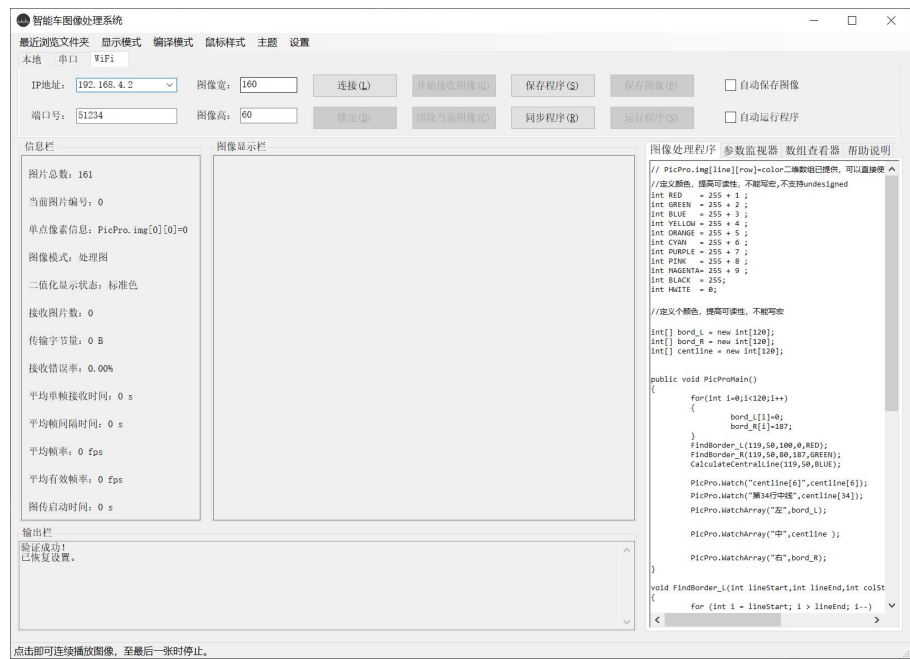 智能车图像处理系统
最近浏览文件夹 显示模式 编译模式 鼠标样式 主题 设置
本地 串口 WiFi
IP地址： 192.168.4.2 图像宽： 160 连接(L) 开始接收图像(G) 保存程序(S) 保存图像(P) 自动保存图像
端口号： 51234 图像高： 60 锁定(D) 清除当前图像(C) 同步程序(R) 运行程序(N) 自动运行程序
信息栏
图片总数：161
当前图片编号：0
单点像素信息：PicPro.img[0][0]=0
图像模式：处理图
二值化显示状态：标准色
接收图片数：0
传输字节量：0 B
接收错误率：0.00%
平均单帧接收时间：0 s
平均帧间隔时间：0 s
平均帧率：0 fps
平均有效帧率：0 fps
图传启动时间：0 s
图像显示栏
图像处理程序 参数监视器 数组查看器 帮助说明
// PicPro.img[line][row]=color二维数组已提供，可以直接使
//定义颜色，提高可读性，不能写宏,不支持undesigned
int RED = 255 + 1 ;
int GREEN = 255 + 2 ;
int BLUE = 255 + 3 ;
int YELLOW = 255 + 4 ;
int ORANGE = 255 + 5 ;
int CYAN = 255 + 6 ;
int PURPLE = 255 + 7 ;
int PINK = 255 + 8 ;
int MAGENTA= 255 + 9 ;
int BLACK = 255;
int HWITE = 0;
//定义个颜色，提高可读性，不能写宏
int[] bord_L = new int[120];
int[] bord_R = new int[120];
int[] centline = new int[120];
public void PicProMain()
{
for(int i=0;i<120;i++)
{
bord_L[i]=0;
bord_R[i]=187;
}
FindBorder_L(119,50,100,0,RED);
FindBorder_R(119,50,80,187,GREEN);
CalculateCentralLine(119,50,BLUE);
PicPro.Watch("centline[6]",centline[6]);
PicPro.Watch("第34行中线",centline[34]);
PicPro.WatchArray("左",bord_L);
PicPro.WatchArray("中",centline );
PicPro.WatchArray("右",bord_R);
}
void FindBorder_L(int lineStart,int lineEnd,int colSt
{
for (int i = lineStart; i > lineEnd; i--)
输出栏
验证成功!
已恢复设置。
点击即可连续播放图像，至最后一张时停止。